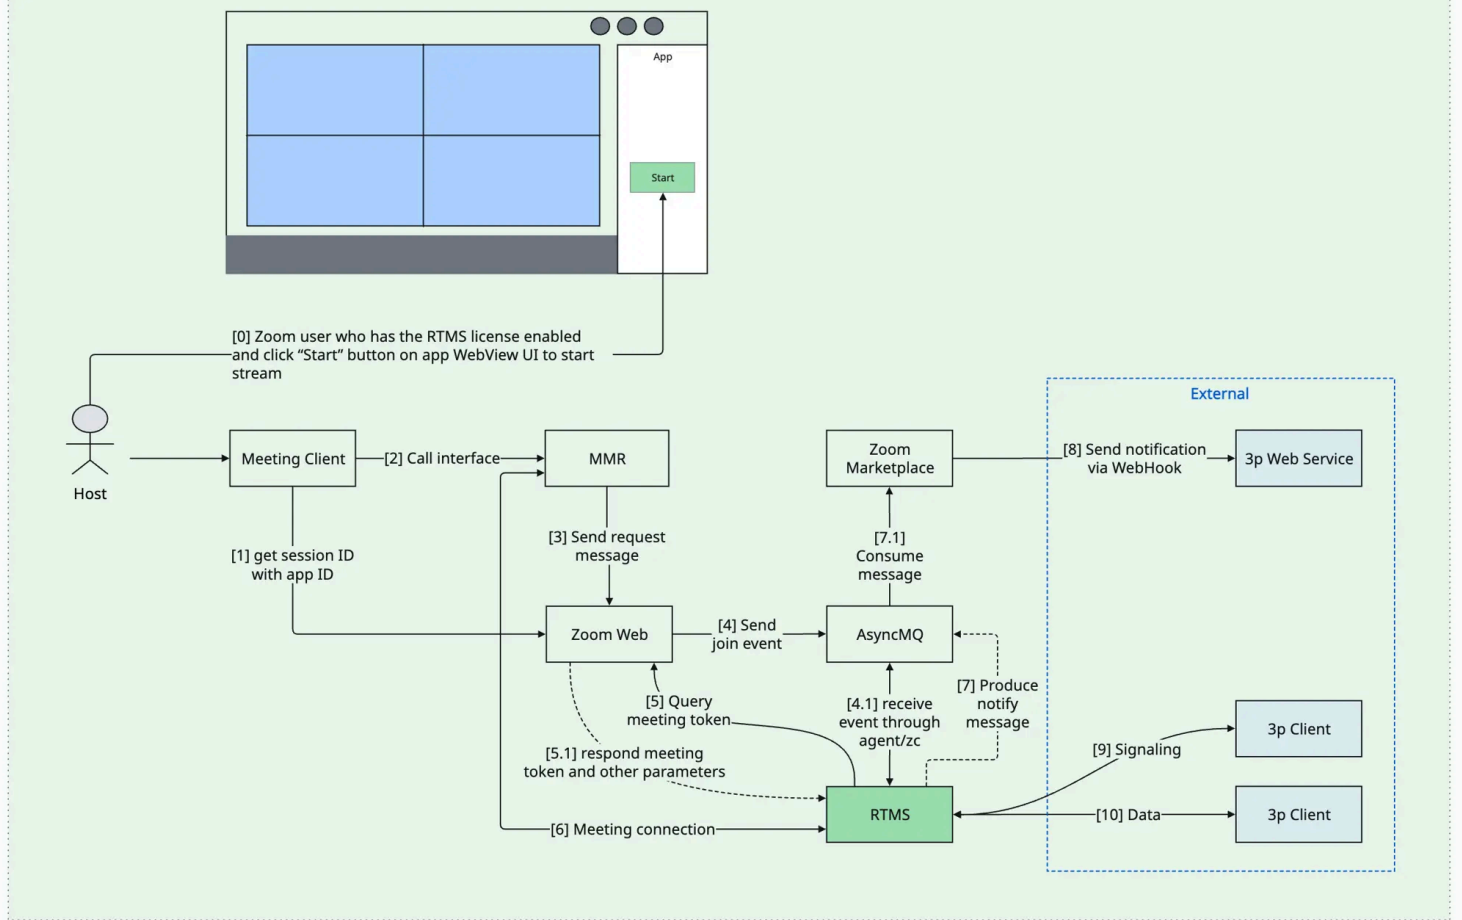 App
Start
[0] Zoom user who has the RTMS license enabled
and click “Start” button on app WebView UI to start
stream
External
Host
Meeting Client
[2] Call interface
MMR
Zoom
Marketplace
[8] Send notification
via WebHook
3p Web Service
[1] get session ID
with app ID
[3] Send request
message
[7.1]
Consume
message
Zoom Web
[4] Send
join event
AsyncMQ
[5] Query
meeting token
[4.1] receive
event through
agent/zc
[7] Produce
notify
message
[5.1] respond meeting
token and other parameters
[9] Signaling
3p Client
[6] Meeting connection
RTMS
[10] Data
3p Client